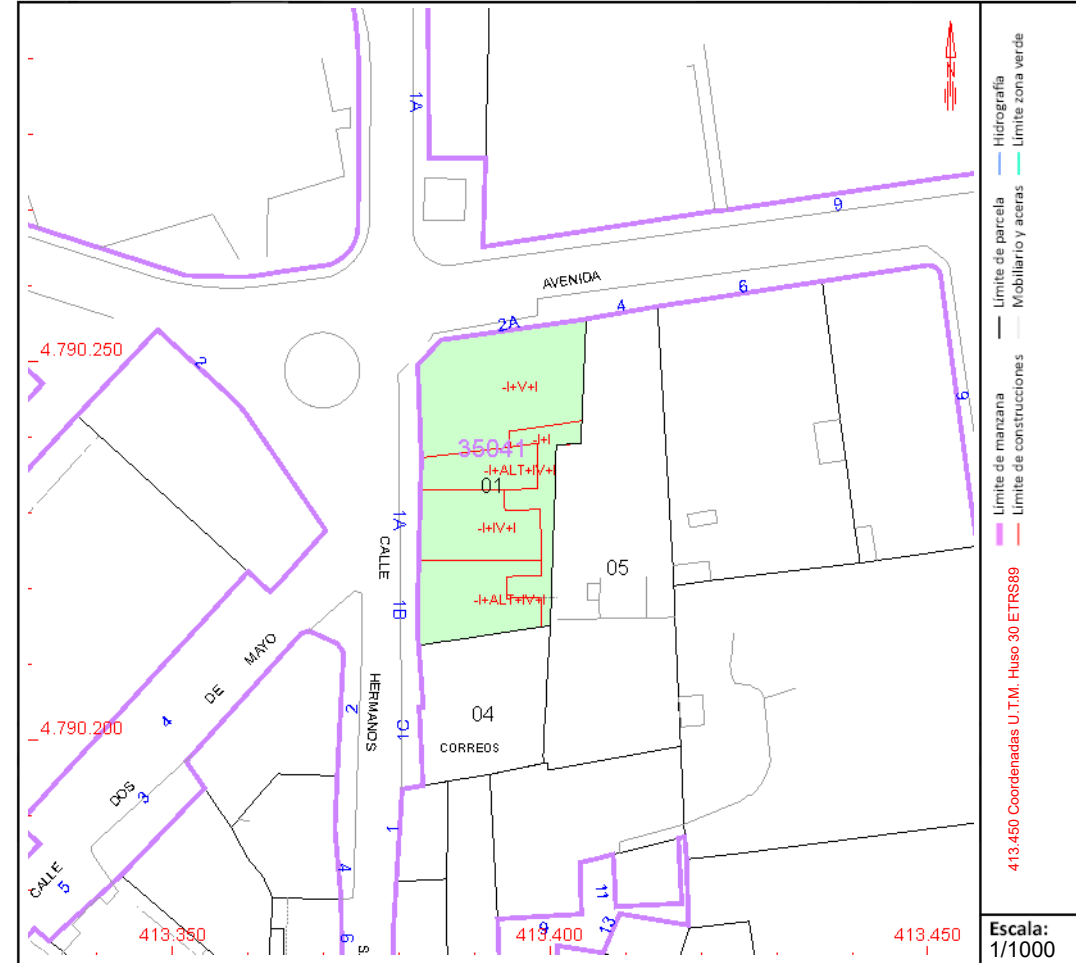 1A
N
9
AVENIDA
6
4
2A
4.790.250
2
9
-I+V+I
35041
-I+I
-I+ALT+IV+I
01
1A
-I+IV+I
CALLE
05
-I+ALT+IV+I
1B
MAYO
DE
HERMANOS
2
4
04
1C
4.790.200
CORREOS
DOS
3
1
CALLE
5
4
11
9
13
6
S.
413.350
413.400
413.450
Hidrografía
Límite zona verde
Límite de parcela
Mobiliario y aceras
Límite de manzana
Límite de construcciones
413.450 Coordenadas U.T.M. Huso 30 ETRS89
Escala:
1/1000